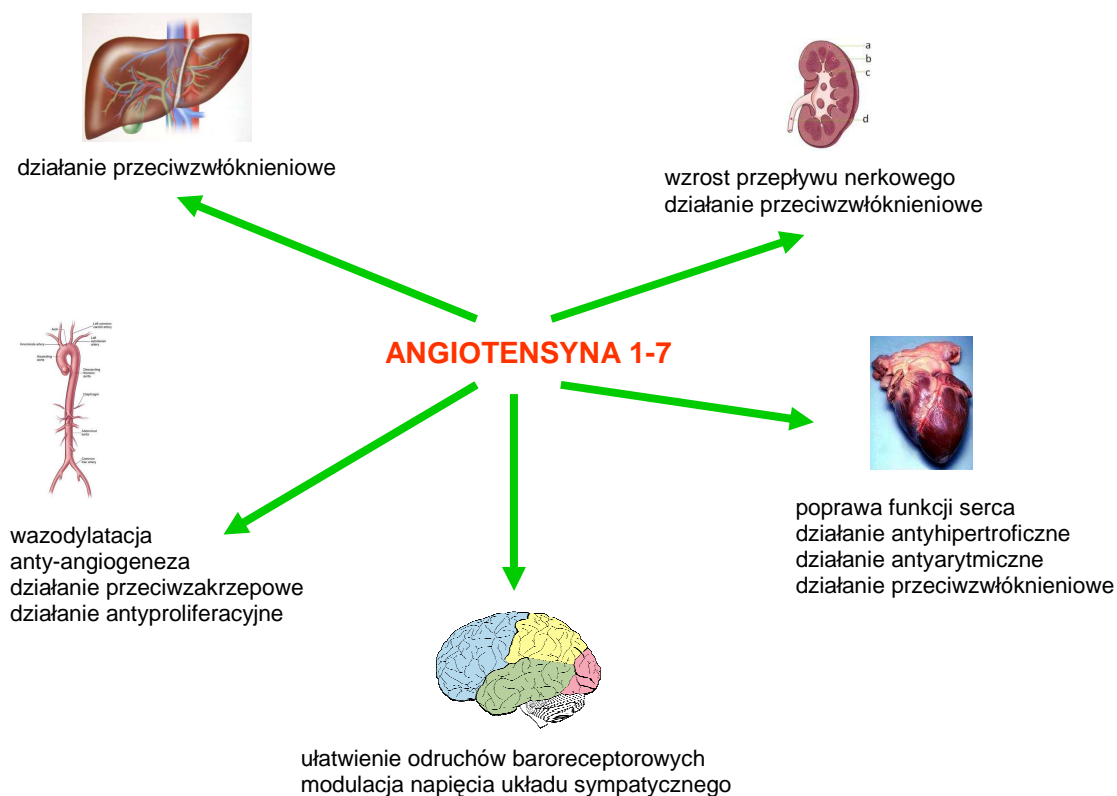 działanie przeciwzwłóknieniowe
a
b
c
d
wzrost przepływu nerkowego
działanie przeciwzwłóknieniowe
ANGIOTENSYNA 1-7
wazodylatacja
anty-angiogeneza
działanie przeciwzakrzepowe
działanie antyproliferacyjne
poprawa funkcji serca
działanie antyhipertroficzne
działanie antyarytmiczne
działanie przeciwzwłóknieniowe
ułatwienie odruchów baroreceptorowych
modulacja napięcia układu sympatycznego